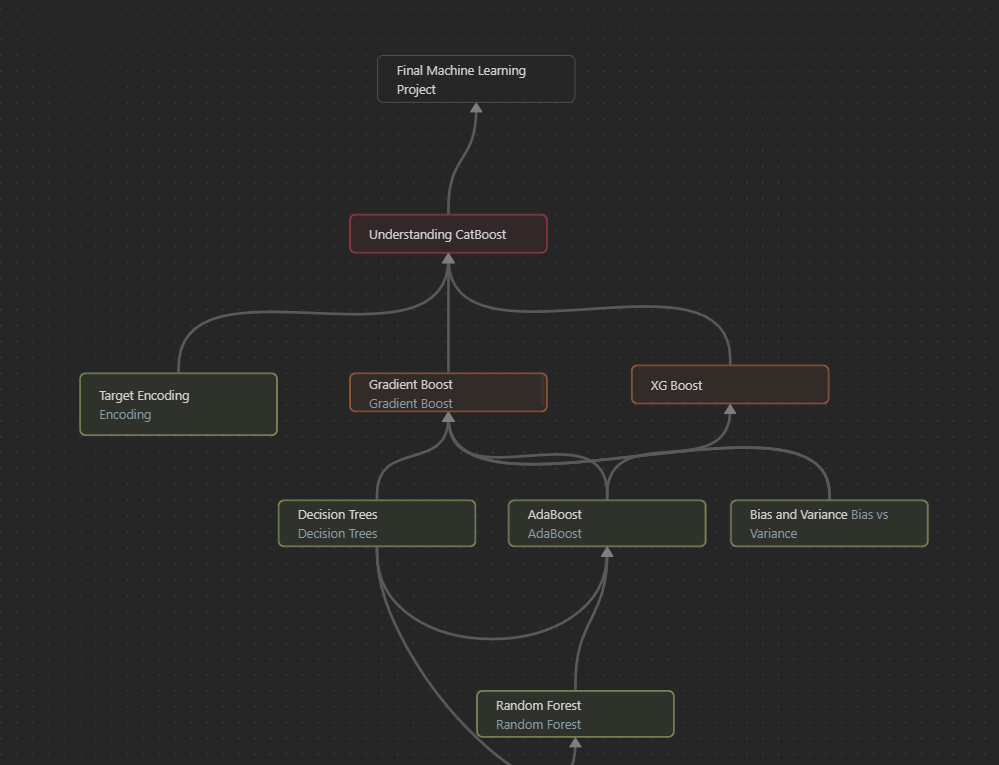 Final Machine Learning
Project
Understanding CatBoost
Target Encoding
Encoding
Gradient Boost
Gradient Boost
XG Boost
Decision Trees
Decision Trees
AdaBoost
AdaBoost
Bias and Variance Bias vs
Variance
Random Forest
Random Forest